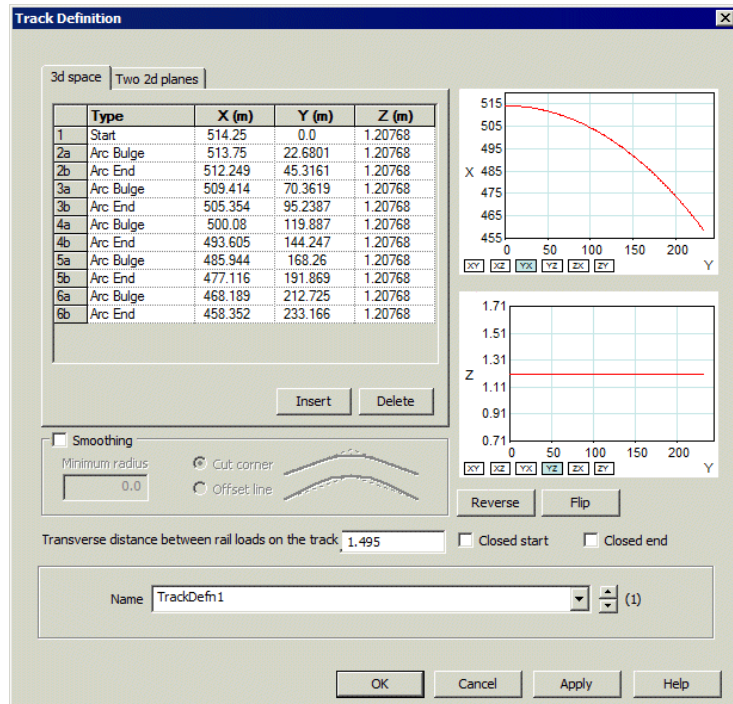 Track Definition
3d space Two 2d planes
Type X (m) Y (m) Z (m)
1 Start 514.25 0.0 1.20768
2a Arc Bulge 513.75 22.6801 1.20768
2b Arc End 512.249 45.3161 1.20768
3a Arc Bulge 509.414 70.3619 1.20768
3b Arc End 505.354 95.2387 1.20768
4a Arc Bulge 500.08 119.887 1.20768
4b Arc End 493.605 144.247 1.20768
5a Arc Bulge 485.944 168.26 1.20768
5b Arc End 477.116 191.869 1.20768
6a Arc Bulge 468.189 212.725 1.20768
6b Arc End 458.352 233.166 1.20768
Insert Delete
515
505
495
X 485
475
465
455
0 50 100 150 200
XY XZ YX YZ ZX ZY Y
1.71
1.51
1.31
Z
1.11
0.91
0.71
0 50 100 150 200
XY XZ YX YZ ZX ZY Y
Smoothing
Minimum radius
0.0
Cut corner
Offset line
Reverse Flip
Transverse distance between rail loads on the track 1.495
Closed start Closed end
Name TrackDefn1 (1)
OK Cancel Apply Help